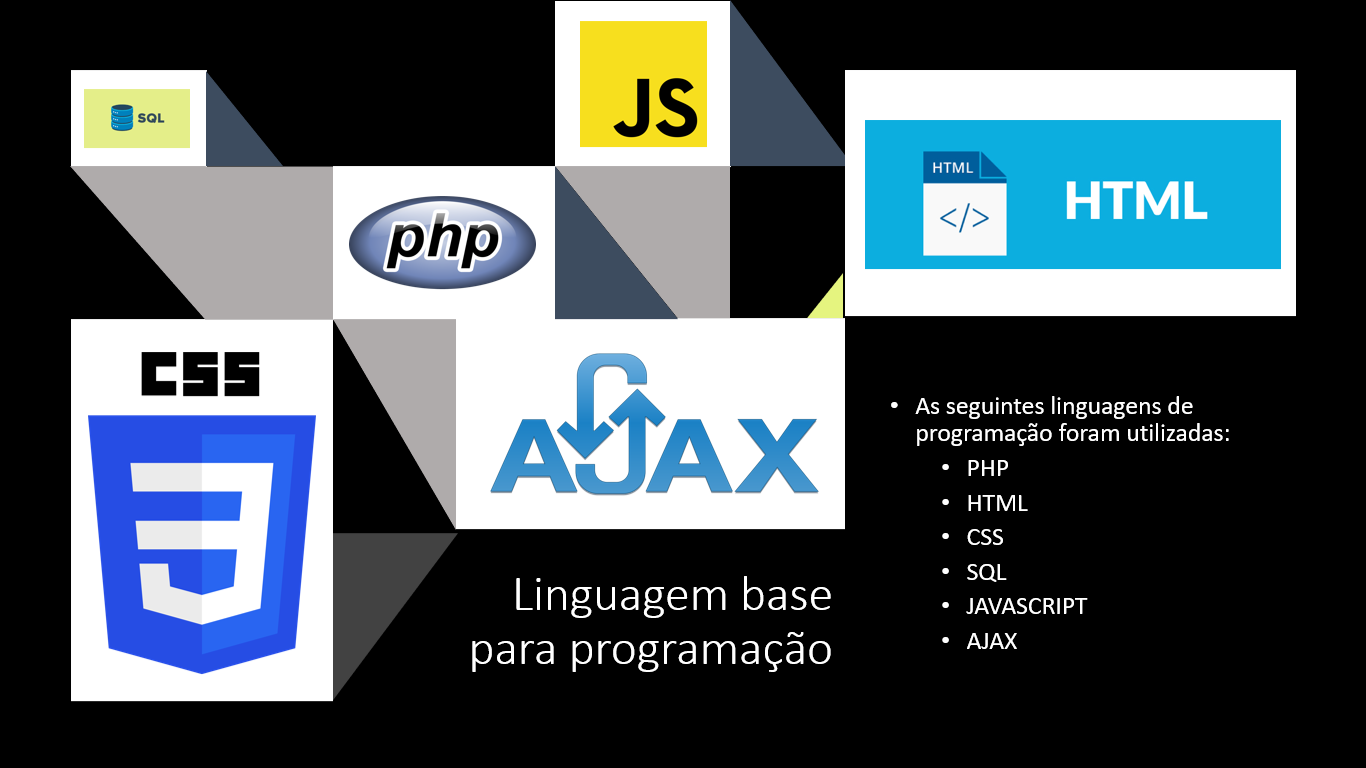 JS
SQL
HTML
HTML
</>
php
CSS
AJAX
Linguagem base
para programação
• As seguintes linguagens de
programação foram utilizadas:
• PHP
• HTML
• CSS
• SQL
• JAVASCRIPT
• AJAX